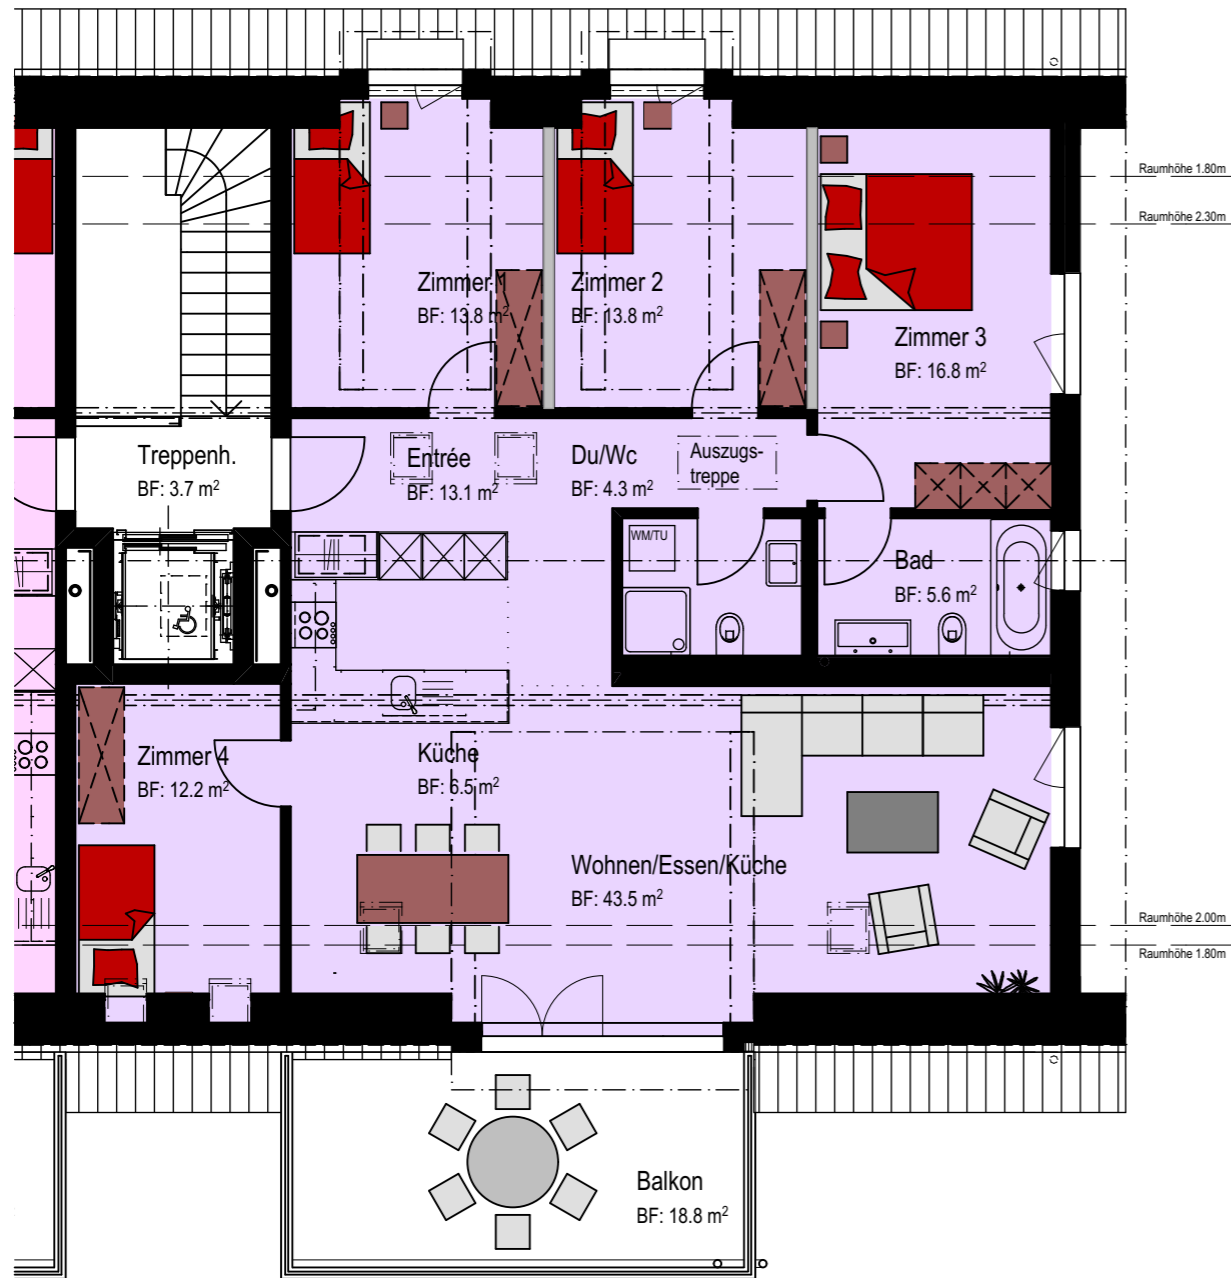 Raumhöhe 1.80m
Raumhöhe 2.30m
Zimmer 1
BF: 13.8 m²
Zimmer 2
BF: 13.8 m²
Zimmer 3
BF: 16.8 m²
Treppenh.
BF: 3.7 m²
Entrée
BF: 13.1 m²
Du/Wc
BF: 4.3 m²
Auszugs-
treppe
WM/TU
Bad
BF: 5.6 m²
Zimmer 4
BF: 12.2 m²
Küche
BF: 6.5 m²
Wohnen/Essen/Küche
BF: 43.5 m²
Raumhöhe 2.00m
Raumhöhe 1.80m
Balkon
BF: 18.8 m²